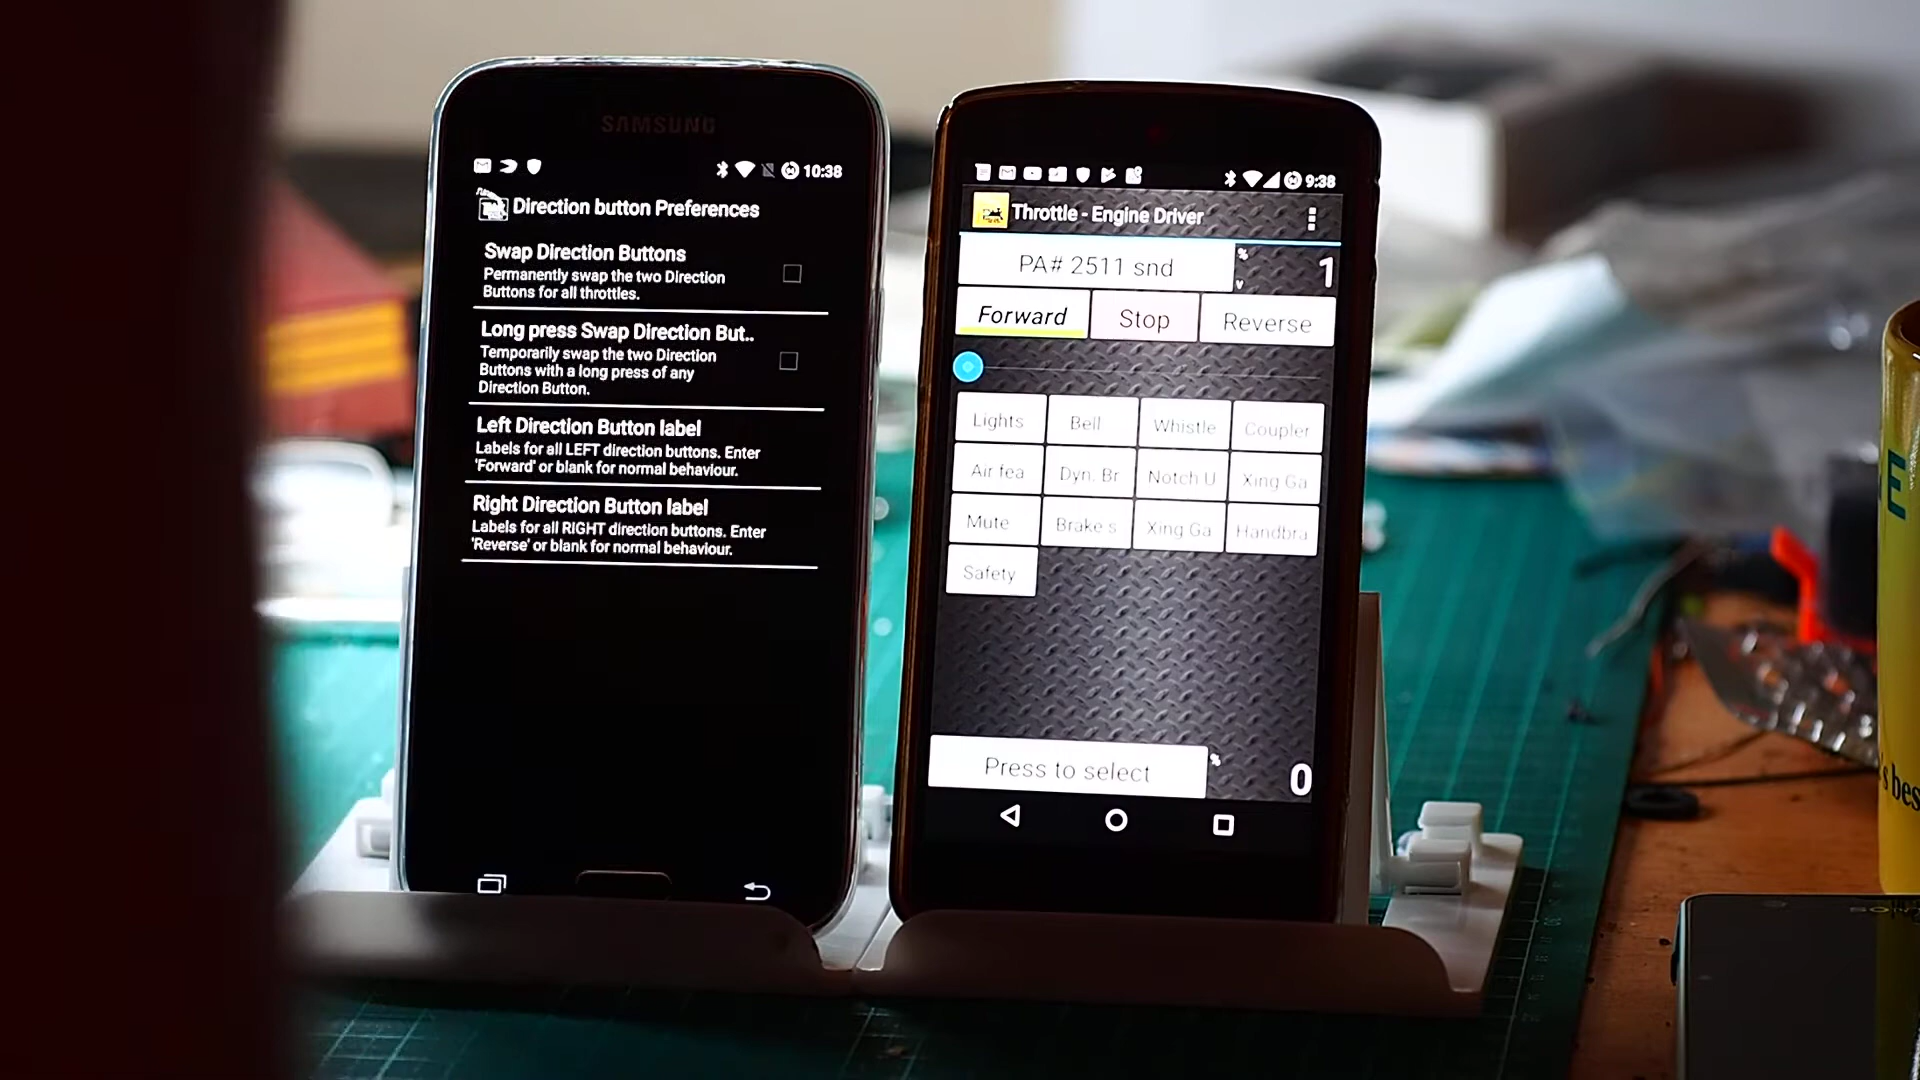 SAMSUNG
10:38
Direction button Preferences
Swap Direction Buttons
Permanently swap the two Direction
Buttons for all throttles.
Long press Swap Direction But..
Temporarily swap the two Direction
Buttons with a long press of any
Direction Button.
Left Direction Button label
Labels for all LEFT direction buttons. Enter
'Forward' or blank for normal behaviour.
Right Direction Button label
Labels for all RIGHT direction buttons. Enter
'Reverse' or blank for normal behaviour.
9:38
Throttle - Engine Driver
PA# 2511 snd
%
v
1
Forward Stop Reverse
Lights Bell Whistle Coupler
Air fea Dyn. Br Notch U Xing Ga
Mute Brake s Xing Ga Handbra
Safety
Press to select
%
0
E
's bes